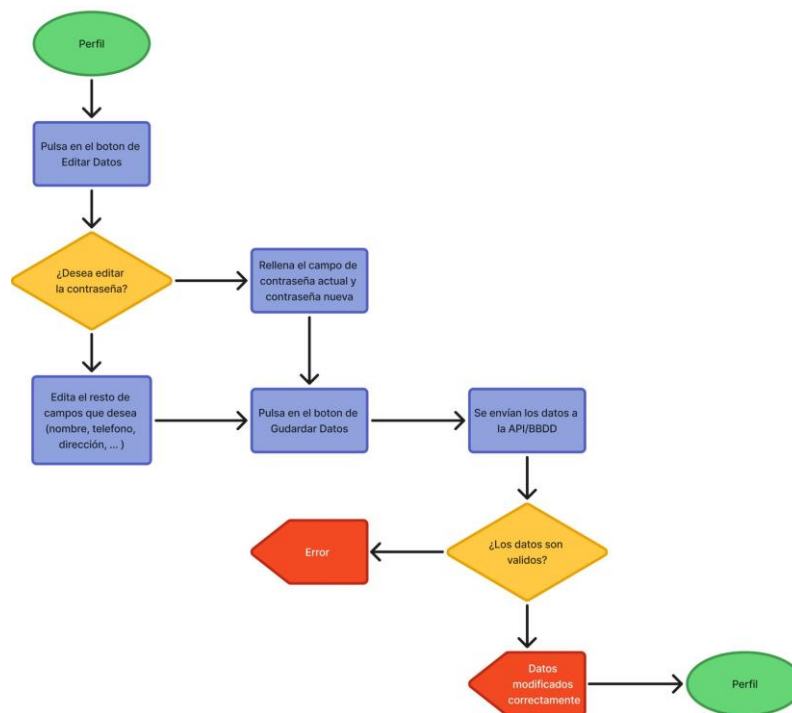 Perfil
Pulsa en el boton de
Editar Datos
¿Desea editar
la contraseña?
Rellena el campo de
contraseña actual y
contraseña nueva
Edita el resto de
campos que desea
(nombre, telefono,
dirección, ... )
Pulsa en el boton de
Gudardar Datos
Se envían los datos a
la API/BBDD
¿Los datos son
validos?
Error
Datos
modificados
correctamente
Perfil